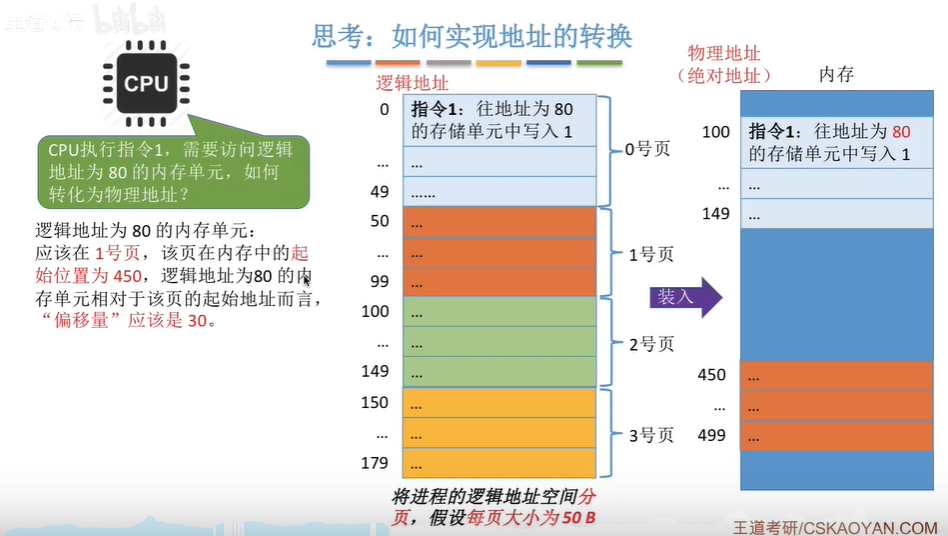 王道论坛 bilibili
思考：如何实现地址的转换
CPU
CPU执行指令1，需要访问逻辑
地址为 80 的内存单元，如何
转化为物理地址？
逻辑地址为 80 的内存单元：
应该在 1号页，该页在内存中的起
始位置为 450，逻辑地址为80 的内
存单元相对于该页的起始地址而言，
“偏移量”应该是 30。
逻辑地址
0
指令1：往地址为 80
的存储单元中写入 1
... ...
49 ......
0号页
50 ...
... ...
99 ...
1号页
100 ...
... ...
149 ...
2号页
150 ...
... ...
179 ...
3号页
将进程的逻辑地址空间分
页，假设每页大小为 50 B
装入
物理地址
（绝对地址）
内存
100
指令1：往地址为 80
的存储单元中写入 1
... ...
149 ...
450 ...
... ...
499 ...
王道考研/CSKAOYAN.COM